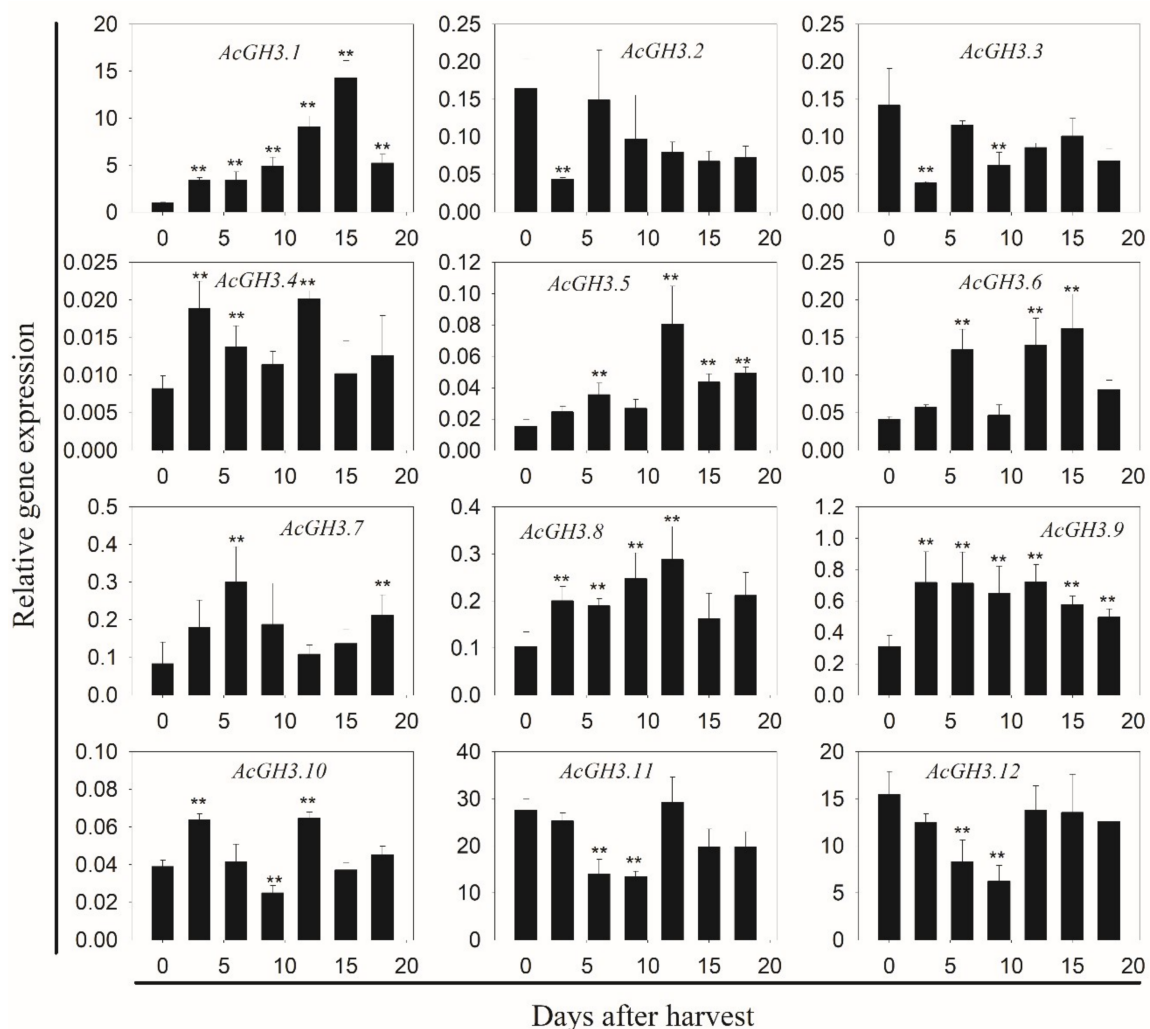 Relative gene expression
AcGH3.1
20
15
10
5
0
** ** ** ** ** **
0 5 10 15 20
AcGH3.2
0.25
0.20
0.15
0.10
0.05
0.00
**
0 5 10 15 20
AcGH3.3
0.25
0.20
0.15
0.10
0.05
0.00
** **
0 5 10 15 20
AcGH3.4
0.025
0.020
0.015
0.010
0.005
0.000
** ** **
0 5 10 15 20
AcGH3.5
0.12
0.10
0.08
0.06
0.04
0.02
0.00
** ** ** **
0 5 10 15 20
AcGH3.6
0.25
0.20
0.15
0.10
0.05
0.00
** ** **
0 5 10 15 20
AcGH3.7
0.5
0.4
0.3
0.2
0.1
0.0
** **
0 5 10 15 20
AcGH3.8
0.4
0.3
0.2
0.1
0.0
** ** ** **
0 5 10 15 20
AcGH3.9
1.2
1.0
0.8
0.6
0.4
0.2
0.0
** ** ** ** ** **
0 5 10 15 20
AcGH3.10
0.10
0.08
0.06
0.04
0.02
0.00
** ** **
0 5 10 15 20
AcGH3.11
40
30
20
10
0
** **
0 5 10 15 20
AcGH3.12
20
15
10
5
0
** **
0 5 10 15 20
Days after harvest